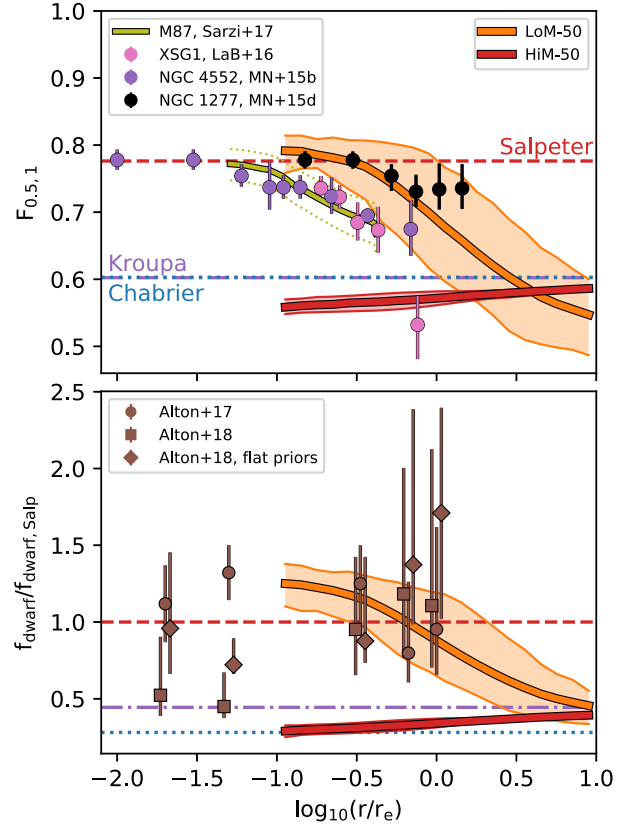 1.0
0.9
0.8
0.7
0.6
0.5
F0.5, 1
M87, Sarzi+17
XSG1, LaB+16
NGC 4552, MN+15b
NGC 1277, MN+15d
LoM-50
HiM-50
Salpeter
Kroupa
Chabrier
2.5
2.0
1.5
1.0
0.5
fdwarf/fdwarf, Salp
Alton+17
Alton+18
Alton+18, flat priors
−2.0 −1.5 −1.0 −0.5 0.0 0.5 1.0
log10(r/re)